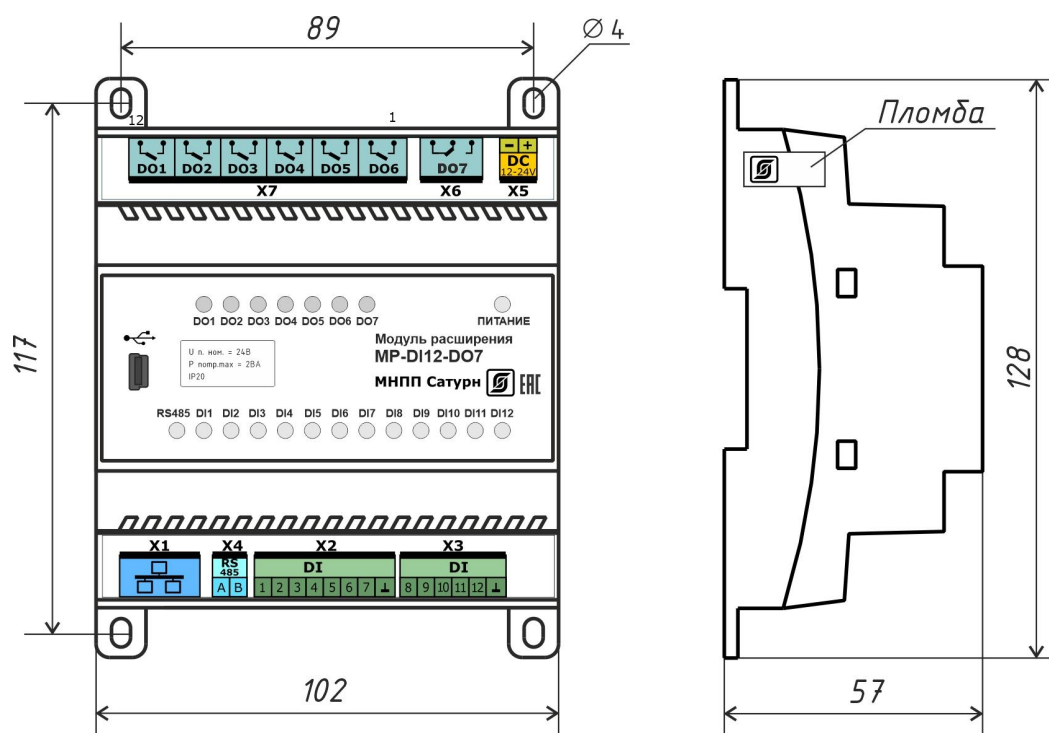 89
Ø 4
12 1
DO1 DO2 DO3 DO4 DO5 DO6 DO7 - + DC 12-24V
X7 X6 X5
DO1 DO2 DO3 DO4 DO5 DO6 DO7 ПИТАНИЕ
U п. ном. = 24В
P потр.max = 2ВА
IP20
Модуль расширения
MP-DI12-DO7
МНПП Сатурн EAC
RS485 DI1 DI2 DI3 DI4 DI5 DI6 DI7 DI8 DI9 DI10 DI11 DI12
X1 X4 X2 X3
RS 485 DI DI
A B 1 2 3 4 5 6 7 ⊥ 8 9 10 11 12 ⊥
117
102
Пломба
128
57